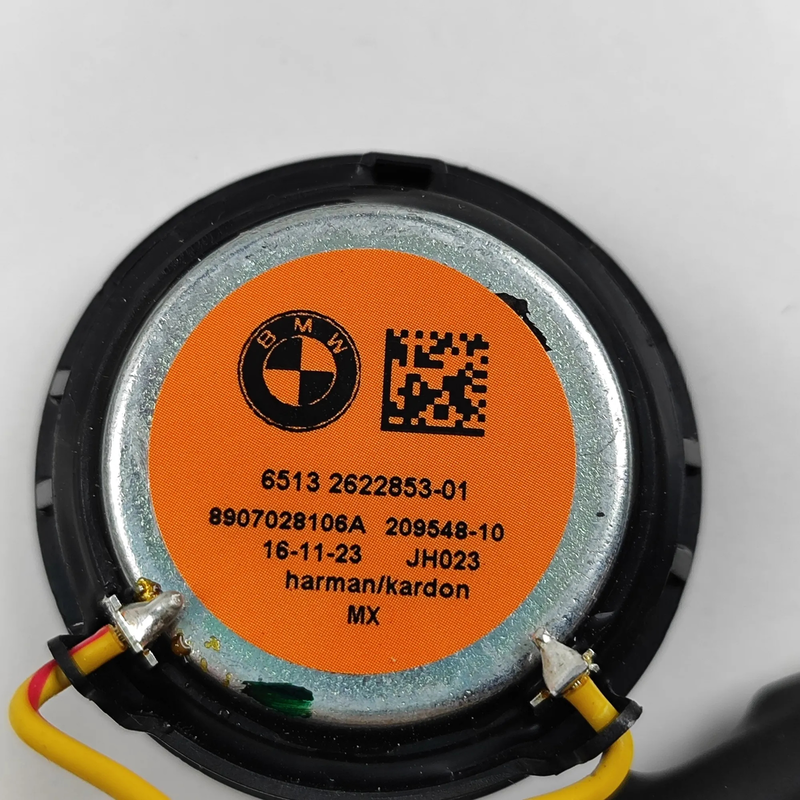 BMW
6513 2622853-01
8907028106A 209548-10
16-11-23 JH023
harman/kardon
MX